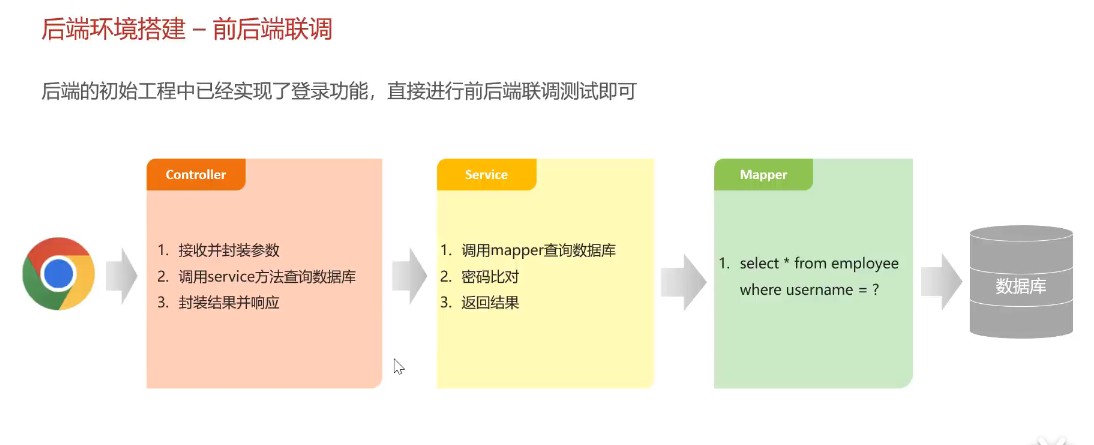 后端环境搭建 – 前后端联调
后端的初始工程中已经实现了登录功能，直接进行前后端联调测试即可
Controller
1. 接收并封装参数
2. 调用service方法查询数据库
3. 封装结果并响应
Service
1. 调用mapper查询数据库
2. 密码比对
3. 返回结果
Mapper
1. select * from employee
where username = ?
数据库